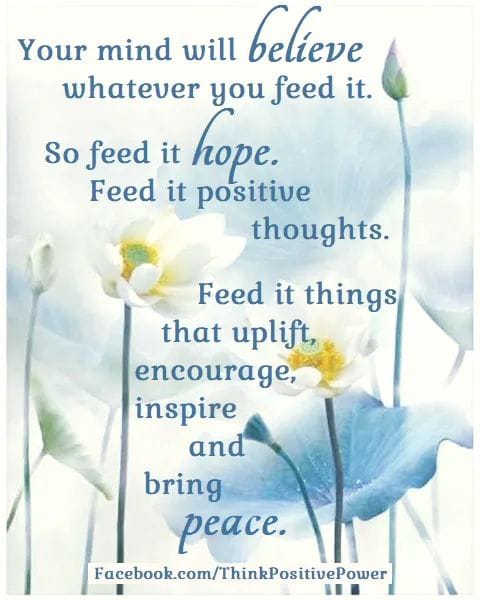 Your mind will believe
whatever you feed it.
So feed it hope.
Feed it positive
thoughts.
Feed it things
that uplift,
encourage,
inspire
and
bring
peace.
Facebook.com/ThinkPositivePower